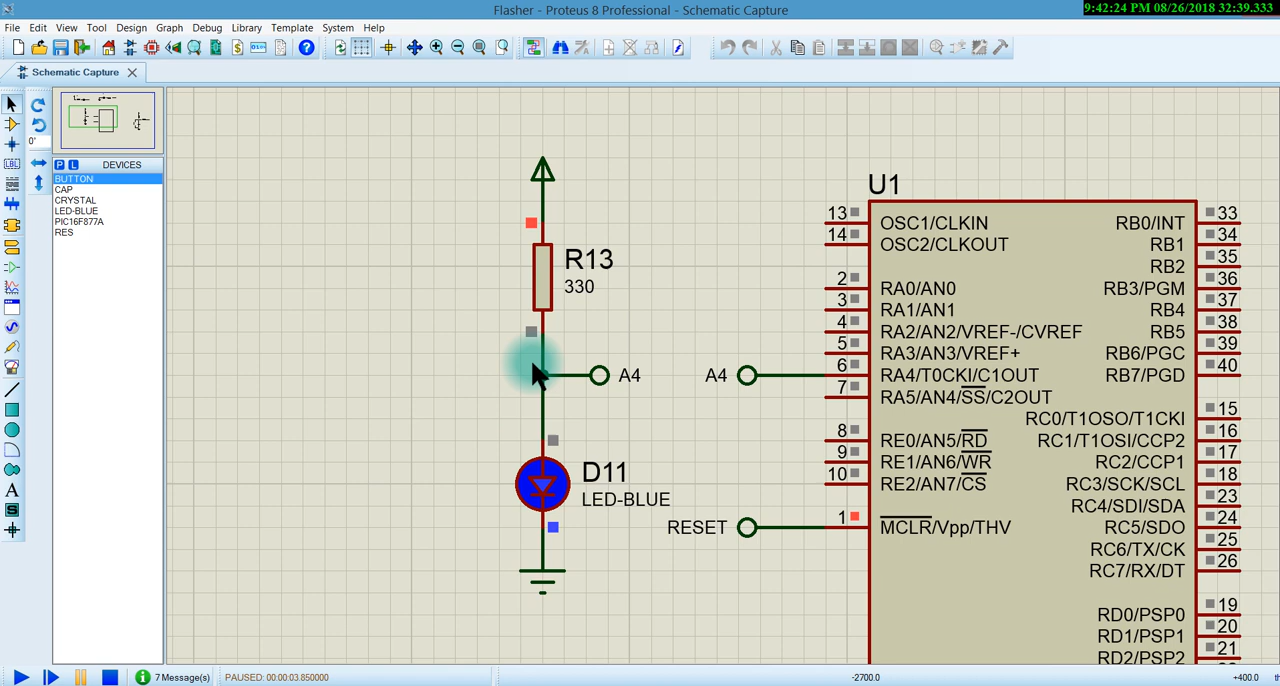 Flasher - Proteus 8 Professional - Schematic Capture
9:42:24 PM 08/26/2018 32:39.333
File Edit View Tool Design Graph Debug Library Template System Help
Schematic Capture
0°
P L DEVICES
BUTTON
CAP
CRYSTAL
LED-BLUE
PIC16F877A
RES
LBL
A
R13
330
A4
D11
LED-BLUE
A4
RESET
U1
13 OSC1/CLKIN
14 OSC2/CLKOUT
2 RA0/AN0
3 RA1/AN1
4 RA2/AN2/VREF-/CVREF
5 RA3/AN3/VREF+
6 RA4/T0CKI/C1OUT
7 RA5/AN4/SS/C2OUT
8 RE0/AN5/RD
9 RE1/AN6/WR
10 RE2/AN7/CS
1 MCLR/Vpp/THV
RB0/INT 33
RB1 34
RB2 35
RB3/PGM 36
RB4 37
RB5 38
RB6/PGC 39
RB7/PGD 40
RC0/T1OSO/T1CKI 15
RC1/T1OSI/CCP2 16
RC2/CCP1 17
RC3/SCK/SCL 18
RC4/SDI/SDA 23
RC5/SDO 24
RC6/TX/CK 25
RC7/RX/DT 26
RD0/PSP0 19
RD1/PSP1 20
RD2/PSP2 21
7 Message(s)
PAUSED: 00:00:03.850000
-2700.0
+400.0